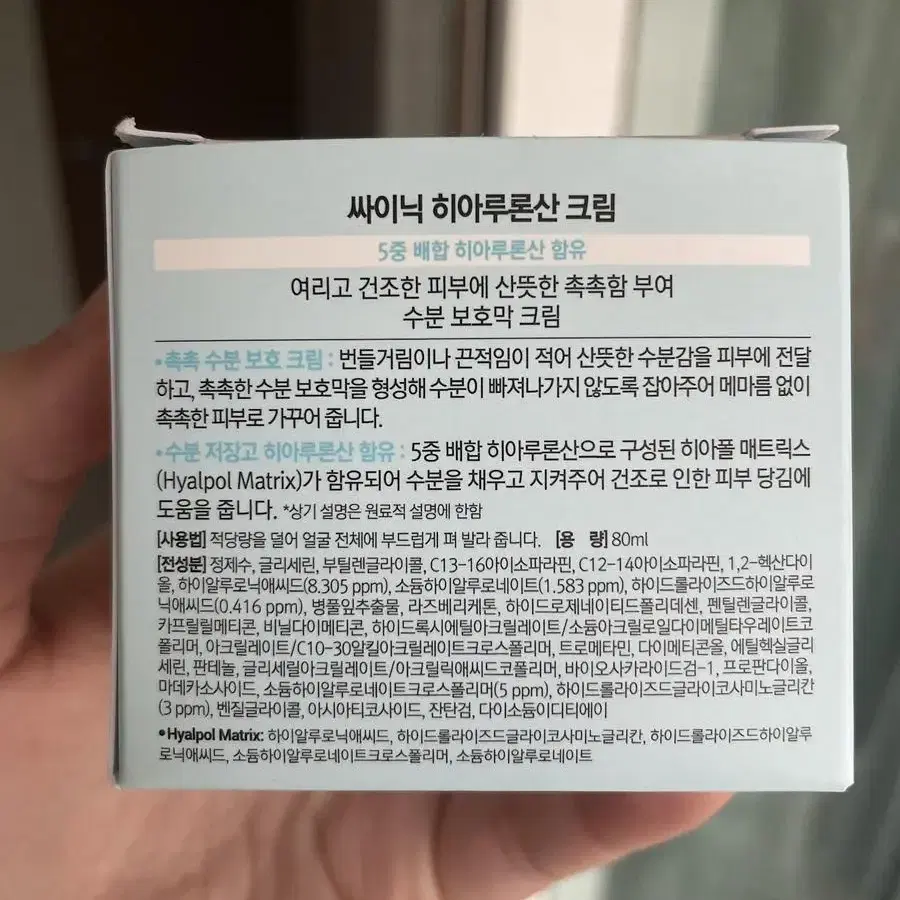 싸이닉 히아루론산 크림
5중 배합 히아루론산 함유
여리고 건조한 피부에 산뜻한 촉촉함 부여
수분 보호막 크림
•촉촉 수분 보호 크림 : 번들거림이나 끈적임이 적어 산뜻한 수분감을 피부에 전달
하고, 촉촉한 수분 보호막을 형성해 수분이 빠져나가지 않도록 잡아주어 메마름 없이
촉촉한 피부로 가꾸어 줍니다.
•수분 저장고 히아루론산 함유 : 5중 배합 히아루론산으로 구성된 히아폴 매트릭스
(Hyalpol Matrix)가 함유되어 수분을 채우고 지켜주어 건조로 인한 피부 당김에
도움을 줍니다. *상기 설명은 원료적 설명에 한함
[사용법] 적당량을 덜어 얼굴 전체에 부드럽게 펴 발라 줍니다. [용 량] 80ml
[전성분] 정제수, 글리세린, 부틸렌글라이콜, C13-16아이소파라핀, C12-14아이소파라핀, 1,2-헥산다이
올, 하이알루로닉애씨드(8.305 ppm), 소듐하이알루로네이트(1.583 ppm), 하이드롤라이즈드하이알루로
닉애씨드(0.416 ppm), 병풀잎추출물, 라즈베리케톤, 하이드로제네이티드폴리데센, 펜틸렌글라이콜,
카프릴릴메티콘, 비닐다이메티콘, 하이드록시에틸아크릴레이트/소듐아크릴로일다이메틸타우레이트코
폴리머, 아크릴레이트/C10-30알킬아크릴레이트크로스폴리머, 트로메타민, 다이메티콘올, 에틸헥실글리
세린, 판테놀, 글리세릴아크릴레이트/아크릴릭애씨드코폴리머, 바이오사카라이드검-1, 프로판다이올,
마데카소사이드, 소듐하이알루로네이트크로스폴리머(5 ppm), 하이드롤라이즈드글라이코사미노글리칸
(3 ppm), 벤질글라이콜, 아시아티코사이드, 잔탄검, 다이소듐이디티에이
•Hyalpol Matrix: 하이알루로닉애씨드, 하이드롤라이즈드글라이코사미노글리칸, 하이드롤라이즈드하이알루
로닉애씨드, 소듐하이알루로네이트크로스폴리머, 소듐하이알루로네이트